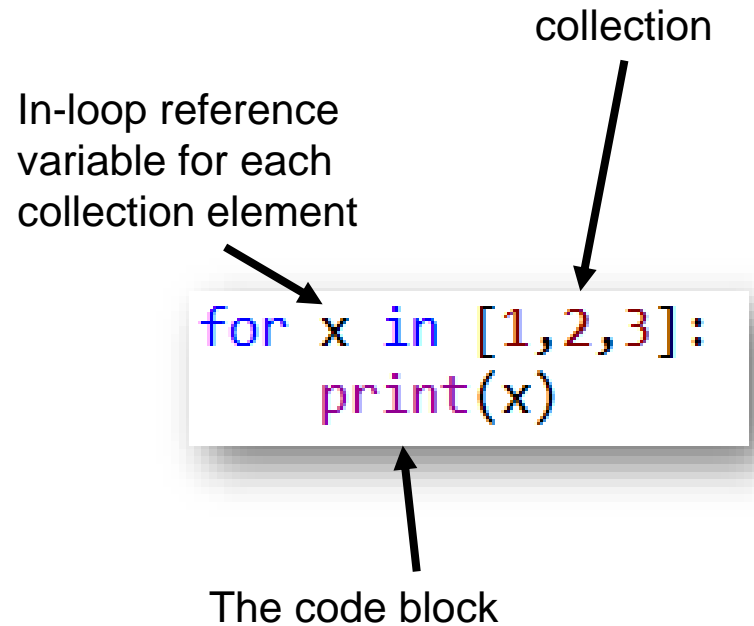 collection
In-loop reference
variable for each
collection element
for x in [1,2,3]:
    print(x)
The code block